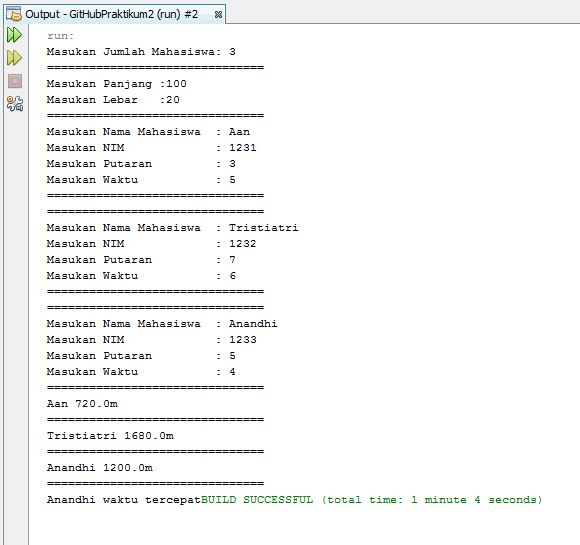 Output - GitHubPraktikum2 (run) #2
run:
Masukan Jumlah Mahasiswa: 3
===============================
Masukan Panjang :100
Masukan Lebar   :20
===============================
Masukan Nama Mahasiswa  : Aan
Masukan NIM             : 1231
Masukan Putaran         : 3
Masukan Waktu           : 5
===============================
===============================
Masukan Nama Mahasiswa  : Tristiatri
Masukan NIM             : 1232
Masukan Putaran         : 7
Masukan Waktu           : 6
===============================
===============================
Masukan Nama Mahasiswa  : Anandhi
Masukan NIM             : 1233
Masukan Putaran         : 5
Masukan Waktu           : 4
===============================
Aan 720.0m
===============================
Tristiatri 1680.0m
===============================
Anandhi 1200.0m
===============================
Anandhi waktu tercepatBUILD SUCCESSFUL (total time: 1 minute 4 seconds)